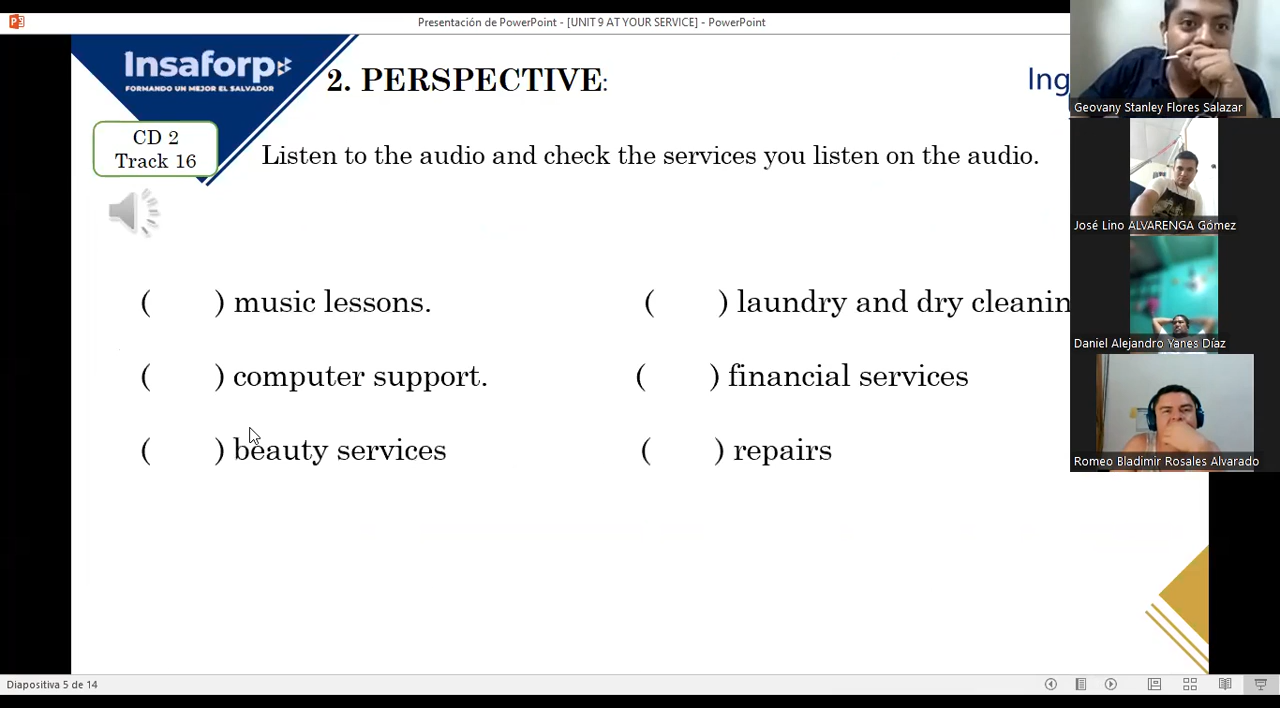 Presentación de PowerPoint - [UNIT 9 AT YOUR SERVICE] - PowerPoint
Insaforp
FORMANDO UN MEJOR EL SALVADOR
2. PERSPECTIVE:
Ing
CD 2
Track 16
Listen to the audio and check the services you listen on the audio.
( ) music lessons.
( ) laundry and dry cleanin
( ) computer support.
( ) financial services
( ) beauty services
( ) repairs
Geovany Stanley Flores Salazar
José Lino ALVARENGA Gómez
Daniel Alejandro Yanes Díaz
Romeo Bladimir Rosales Alvarado
Diapositiva 5 de 14